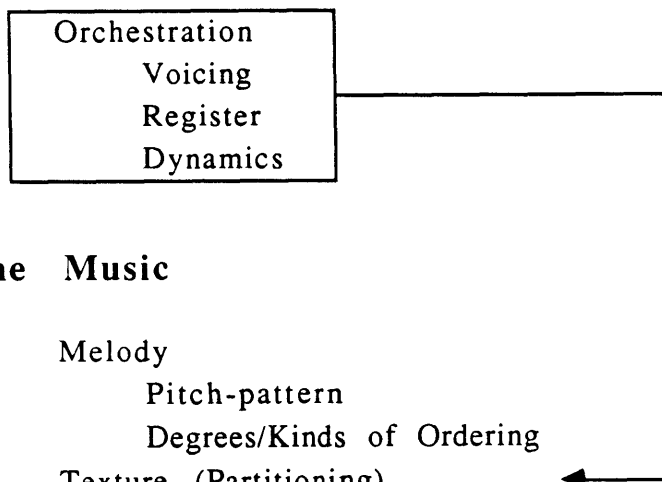 Orchestration
Voicing
Register
Dynamics
Music
Melody
Pitch-pattern
Degrees/Kinds of Ordering
Texture (Partitioning)